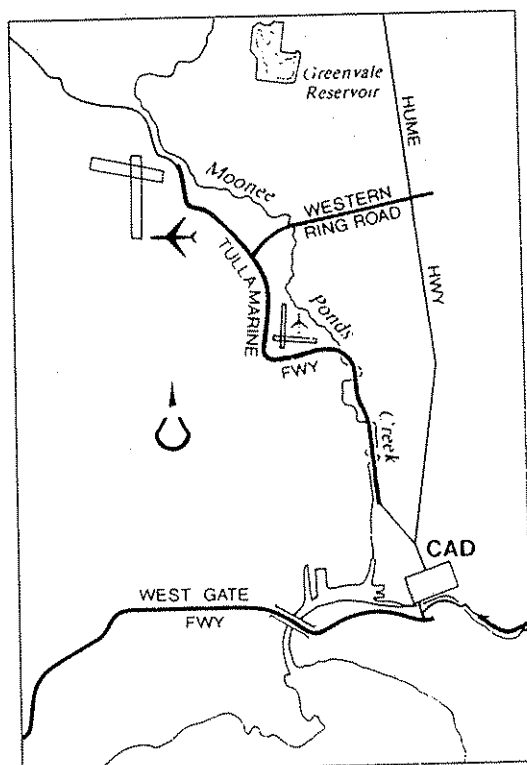 Greenvale
Reservoir
HUME
HWY
Moonee
Ponds
Creek
WESTERN
RING ROAD
TULLAMARINE
FWY
CAD
WEST GATE
FWY